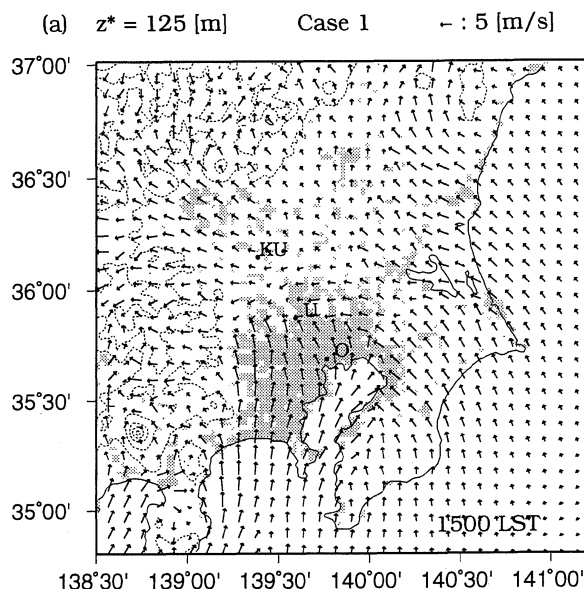 (a) z* = 125 [m] Case 1 ← : 5 [m/s]
37°00'
36°30'
KU
36°00'
U
O
35°30'
35°00'
1500 LST
138°30' 139°00' 139°30' 140°00' 140°30' 141°00'